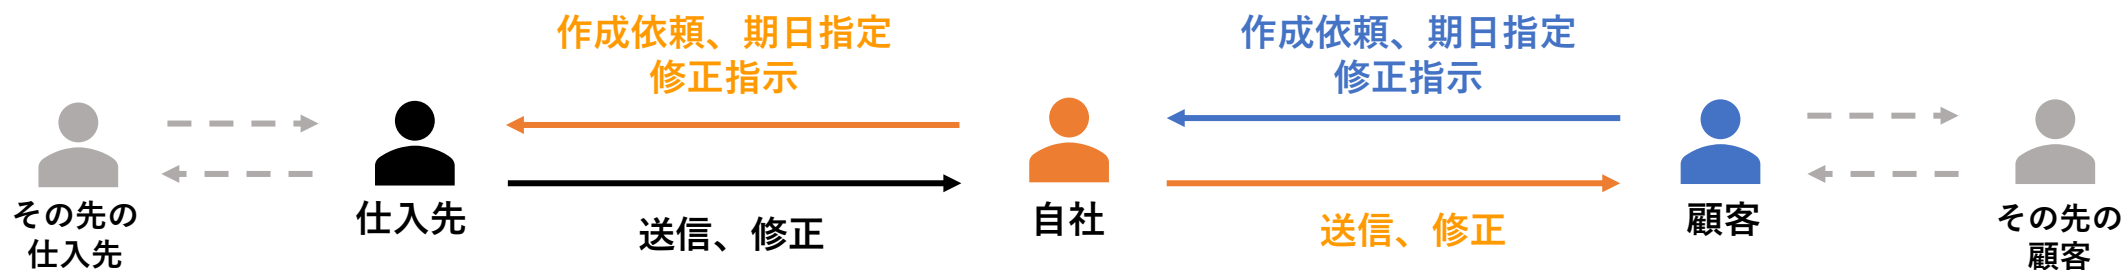 作成依頼、期日指定
修正指示
作成依頼、期日指定
修正指示
その先の
仕入先
仕入先
送信、修正
自社
送信、修正
顧客
その先の
顧客